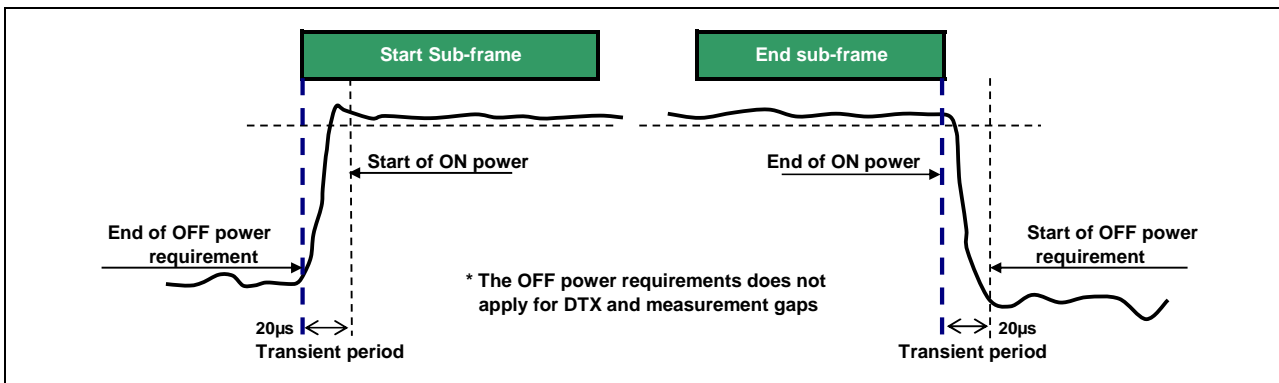 Start Sub-frame
End sub-frame
Start of ON power
End of ON power
End of OFF power
requirement
Start of OFF power
requirement
* The OFF power requirements does not
apply for DTX and measurement gaps
20µs
Transient period
20µs
Transient period